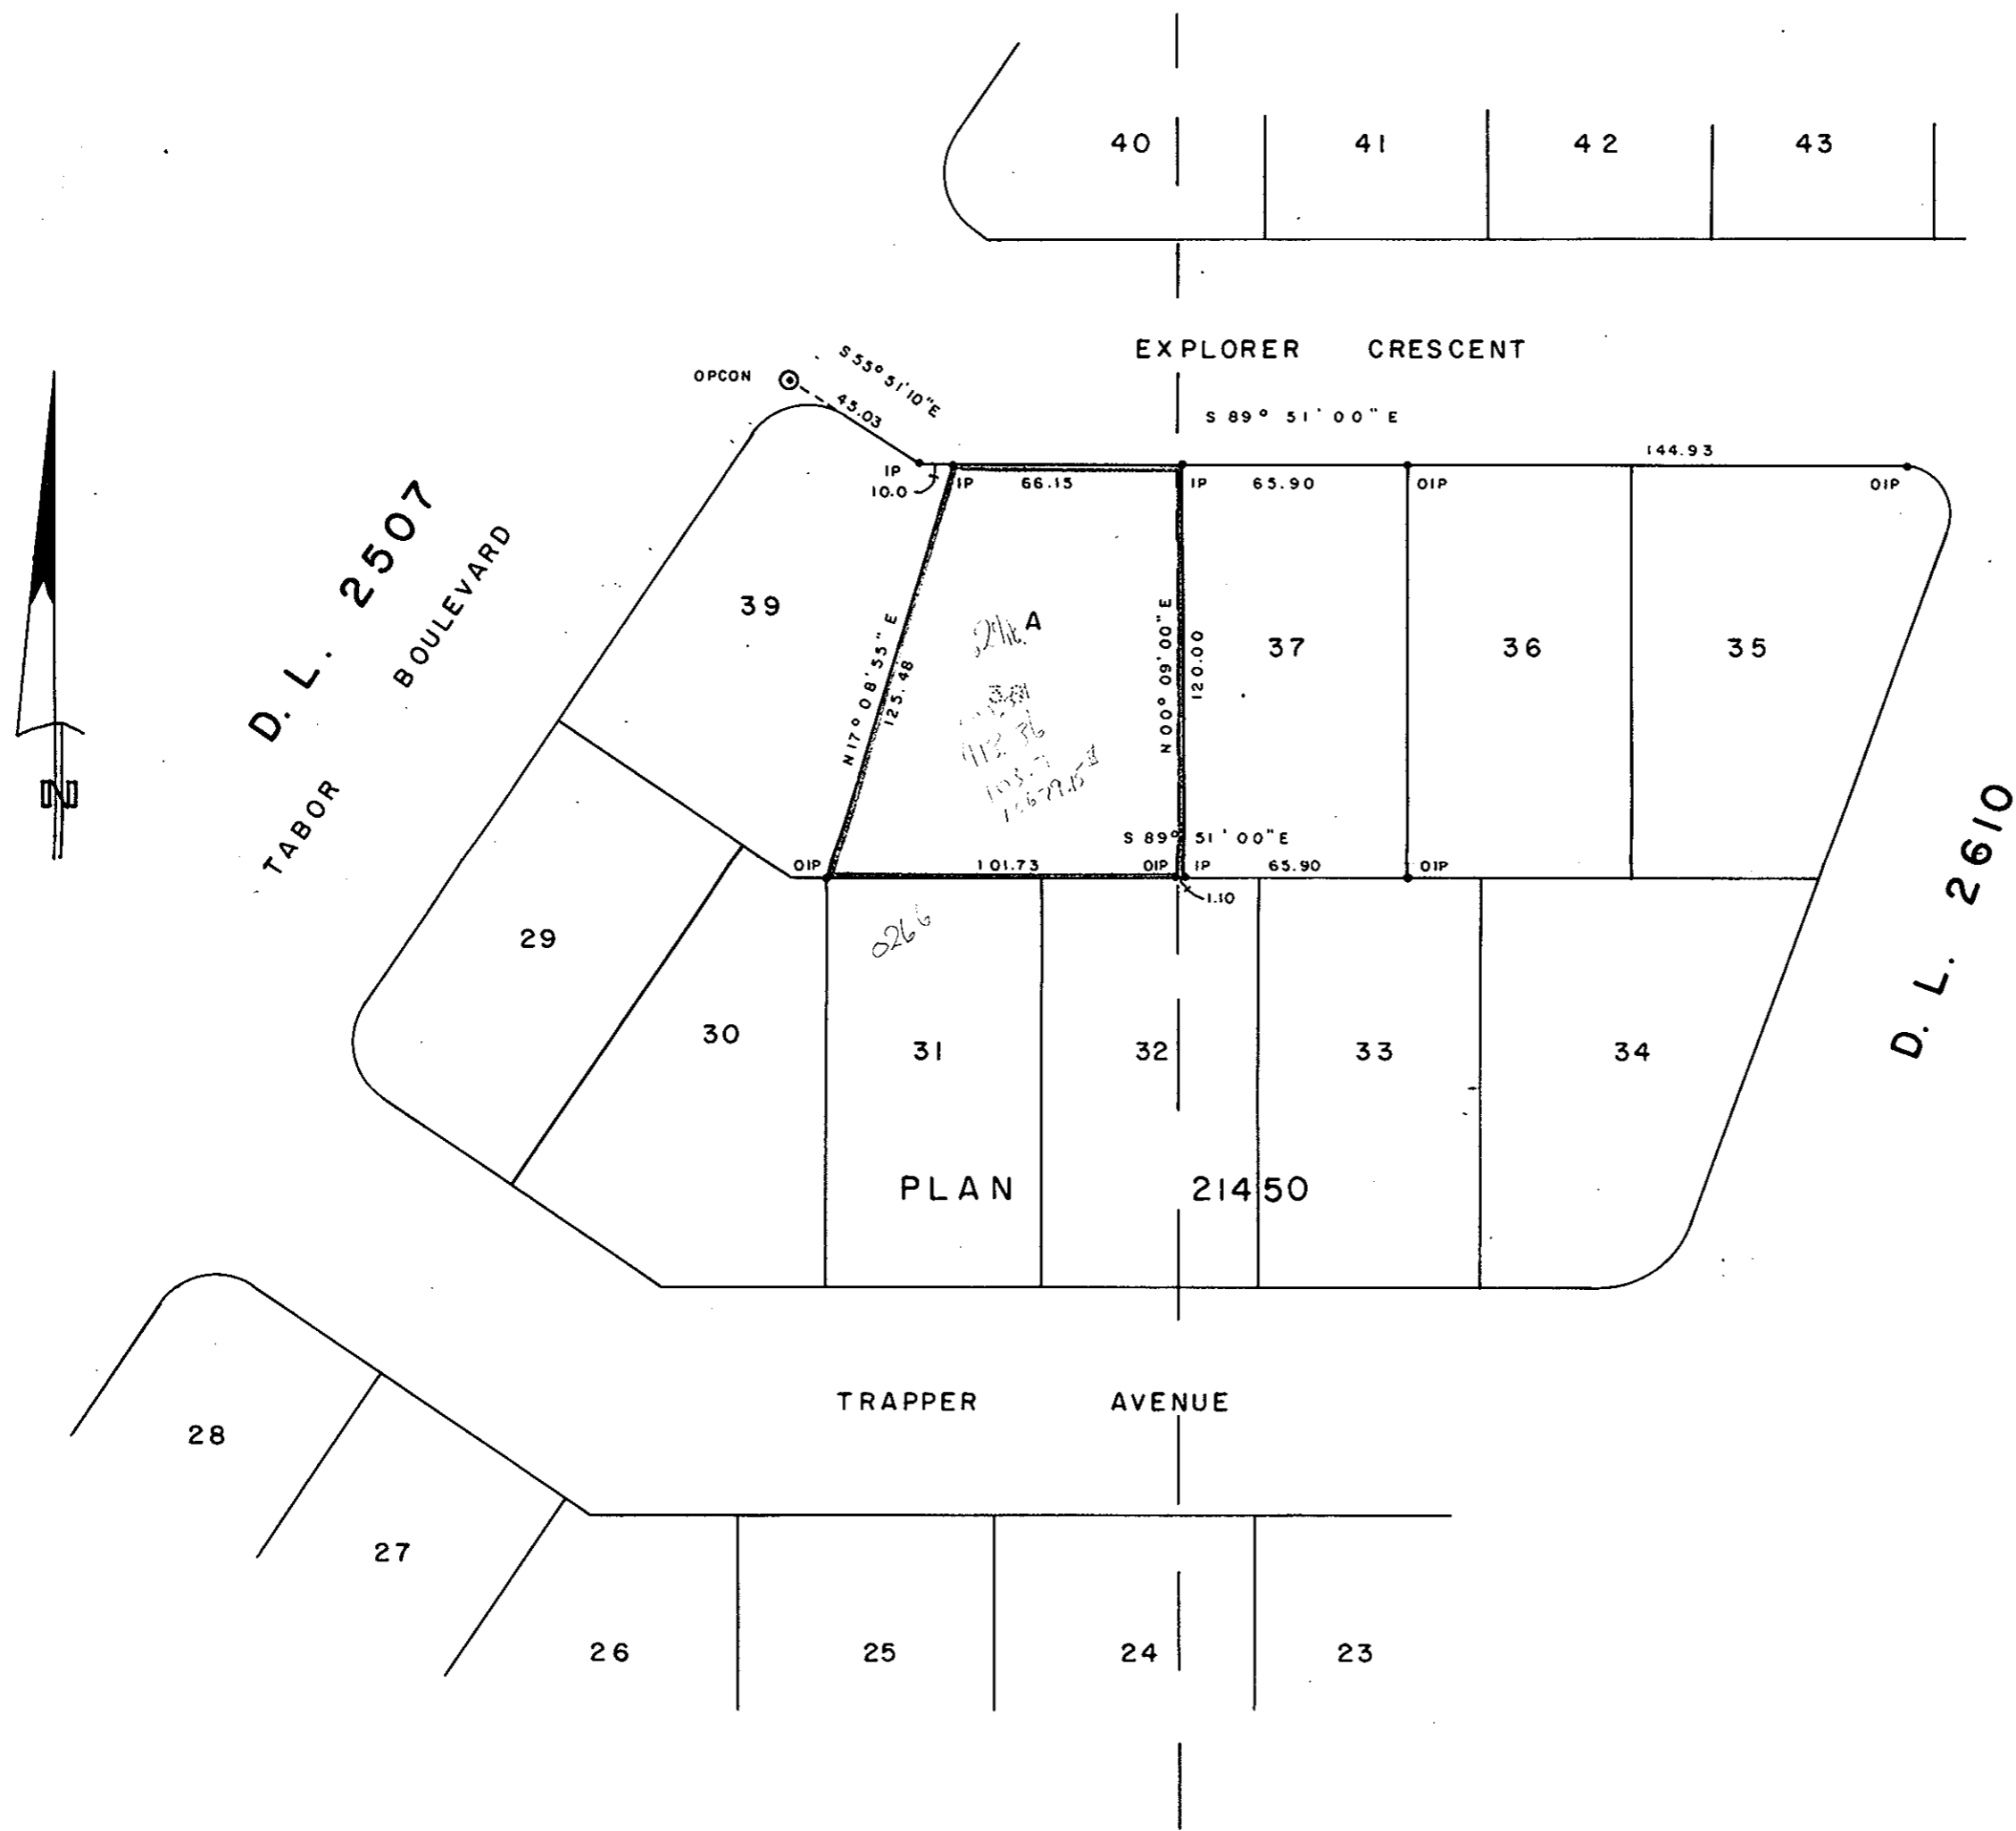 40 41 42 43
EXPLORER CRESCENT
OPCON
S 55° 51' 10" E
45.03
S 89° 51' 00" E
144.93
IP
10.0
IP 66.15
IP 65.90
OIP
OIP
D. L. 2507
TABOR BOULEVARD
39
A
N 17° 08' 55" E
125.48
N 00° 09' 00" E
120.00
37
36
35
N
D. L. 2610
S 89° 51' 00" E
OIP
101.73
OIP
IP
65.90
OIP
1.10
0266
29
30
31
32
33
34
PLAN 21450
TRAPPER AVENUE
28
27
26
25
24
23